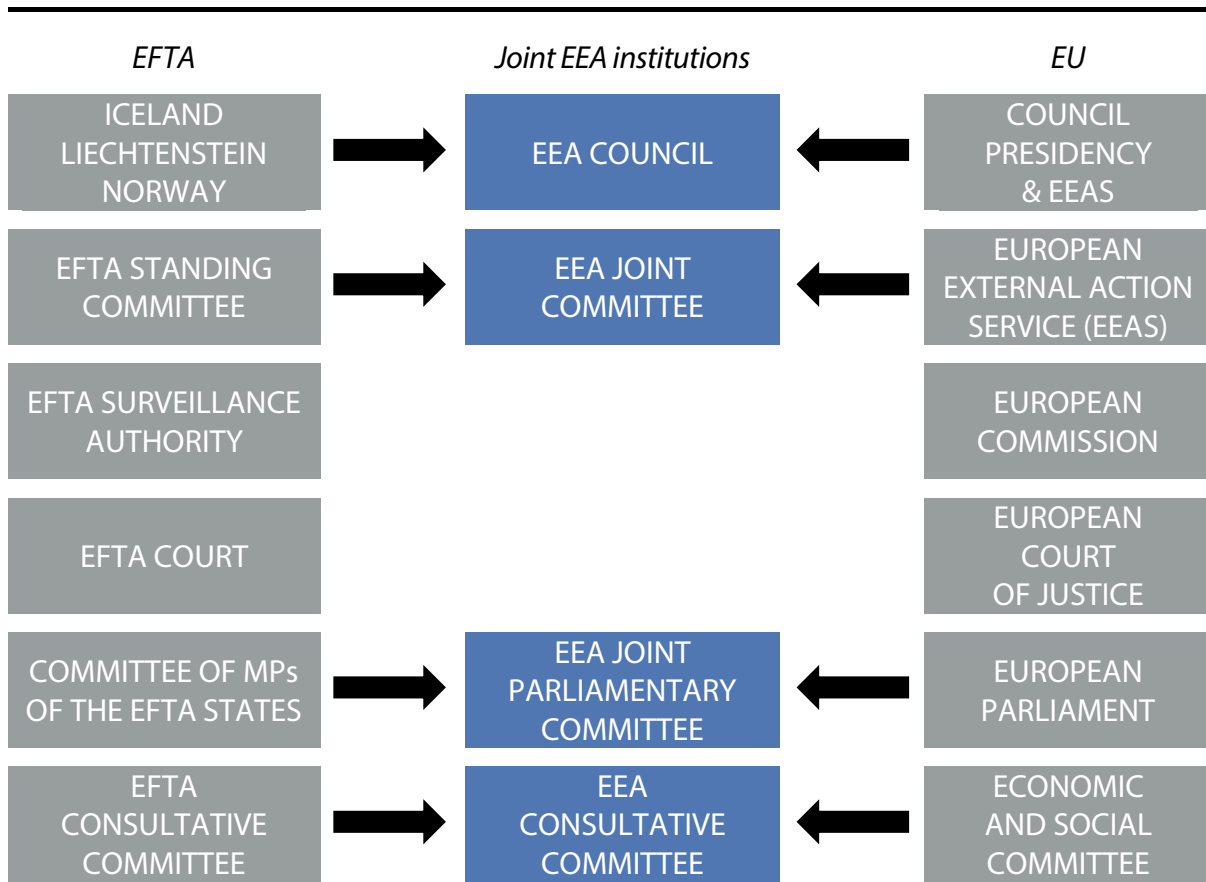 EFTA
Joint EEA institutions
EU
ICELAND
LIECHTENSTEIN
NORWAY
EEA COUNCIL
COUNCIL
PRESIDENCY
& EEAS
EFTA STANDING
COMMITTEE
EEA JOINT
COMMITTEE
EUROPEAN
EXTERNAL ACTION
SERVICE (EEAS)
EFTA SURVEILLANCE
AUTHORITY
EUROPEAN
COMMISSION
EFTA COURT
EUROPEAN
COURT
OF JUSTICE
COMMITTEE OF MPs
OF THE EFTA STATES
EEA JOINT
PARLIAMENTARY
COMMITTEE
EUROPEAN
PARLIAMENT
EFTA
CONSULTATIVE
COMMITTEE
EEA
CONSULTATIVE
COMMITTEE
ECONOMIC
AND SOCIAL
COMMITTEE